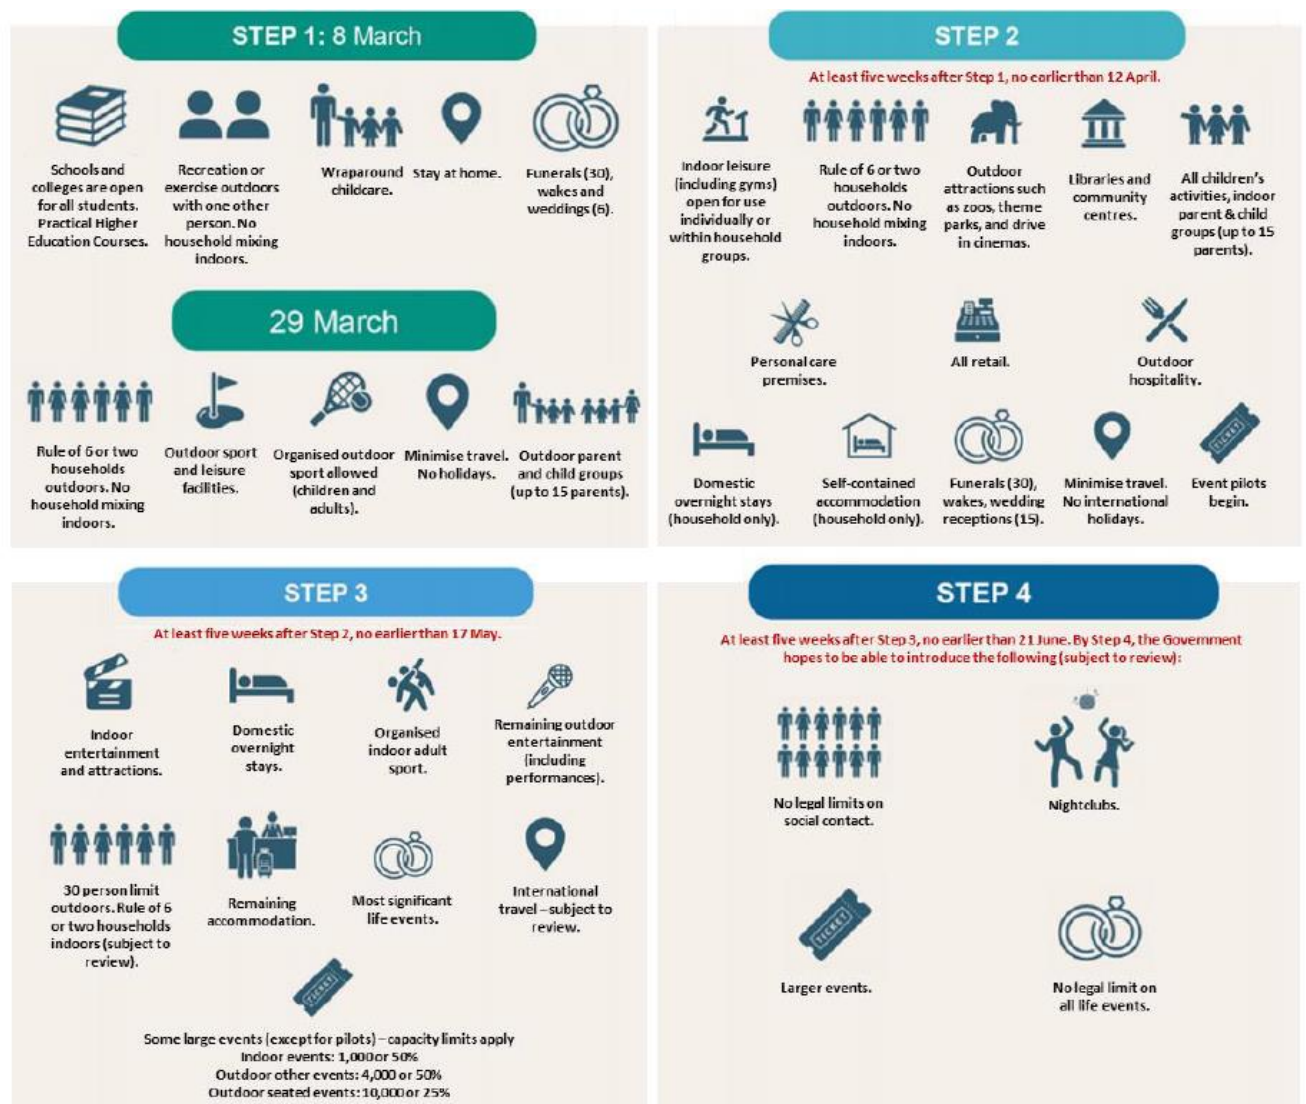 STEP 1: 8 March
Schools and
colleges are open
for all students.
Practical Higher
Education Courses.
Recreation or
exercise outdoors
with one other
person. No
household mixing
indoors.
Wraparound
childcare.
Stay at home.
Funerals (30),
wakes and
weddings (6).
29 March
Rule of 6 or two
households
outdoors. No
household mixing
indoors.
Outdoor sport
and leisure
facilities.
Organised outdoor
sport allowed
(children and
adults).
Minimise travel.
No holidays.
Outdoor parent
and child groups
(up to 15 parents).
STEP 2
At least five weeks after Step 1, no earlier than 12 April.
Indoor leisure
(including gyms)
open for use
individually or
within household
groups.
Rule of 6 or two
households
outdoors. No
household mixing
indoors.
Outdoor
attractions such
as zoos, theme
parks, and drive
in cinemas.
Libraries and
community
centres.
All children's
activities, indoor
parent & child
groups (up to 15
parents).
Personal care
premises.
All retail.
Outdoor
hospitality.
TICKET
Domestic
overnight stays
(household only).
Self-contained
accommodation
(household only).
Funerals (30),
wakes, wedding
receptions (15).
Minimise travel.
No international
holidays.
Event pilots
begin.
STEP 3
At least five weeks after Step 2, no earlier than 17 May.
Indoor
entertainment
and attractions.
Domestic
overnight
stays.
Organised
indoor adult
sport.
Remaining outdoor
entertainment
(including
performances).
30 person limit
outdoors. Rule of 6
or two households
indoors (subject to
review).
Remaining
accommodation.
Most significant
life events.
International
travel – subject to
review.
TICKET
Some large events (except for pilots) – capacity limits apply
Indoor events: 1,000 or 50%
Outdoor other events: 4,000 or 50%
Outdoor seated events: 10,000 or 25%
STEP 4
At least five weeks after Step 3, no earlier than 21 June. By Step 4, the Government
hopes to be able to introduce the following (subject to review):
No legal limits on
social contact.
Nightclubs.
TICKET
Larger events.
No legal limit on
all life events.